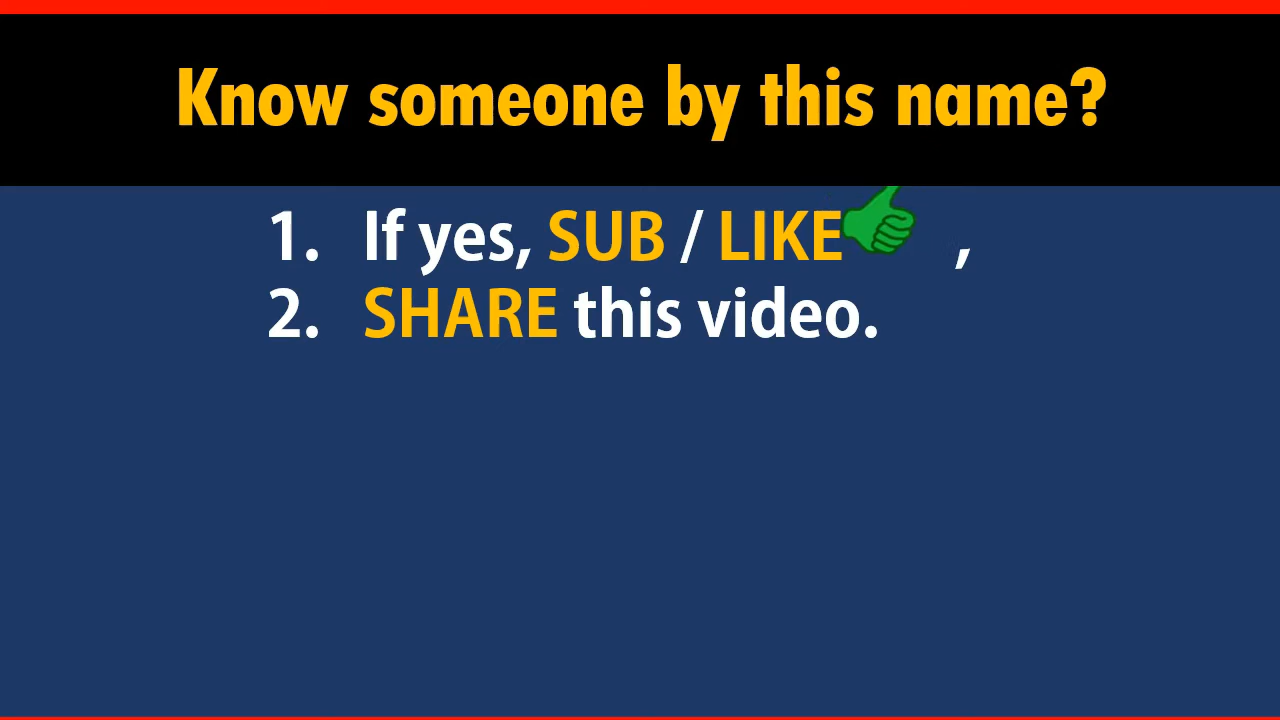 Know someone by this name?
1. If yes, SUB / LIKE ,
2. SHARE this video.